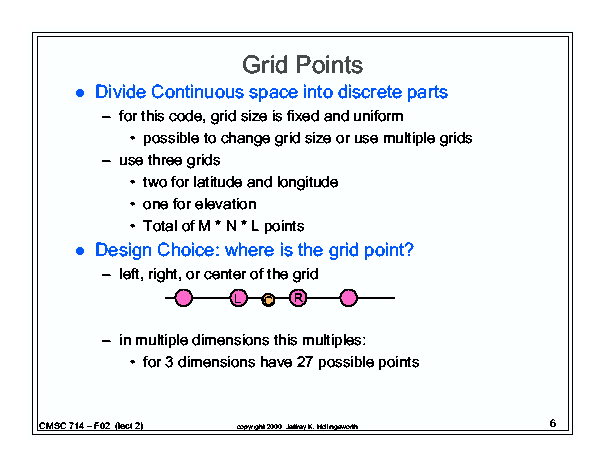 Grid Points
● Divide Continuous space into discrete parts
– for this code, grid size is fixed and uniform
• possible to change grid size or use multiple grids
– use three grids
• two for latitude and longitude
• one for elevation
• Total of M * N * L points
● Design Choice: where is the grid point?
– left, right, or center of the grid
L C R
– in multiple dimensions this multiples:
• for 3 dimensions have 27 possible points
CMSC 714 – F02 (lect 2)
copyright 2000 Jeffrey K. Hollingsworth
6